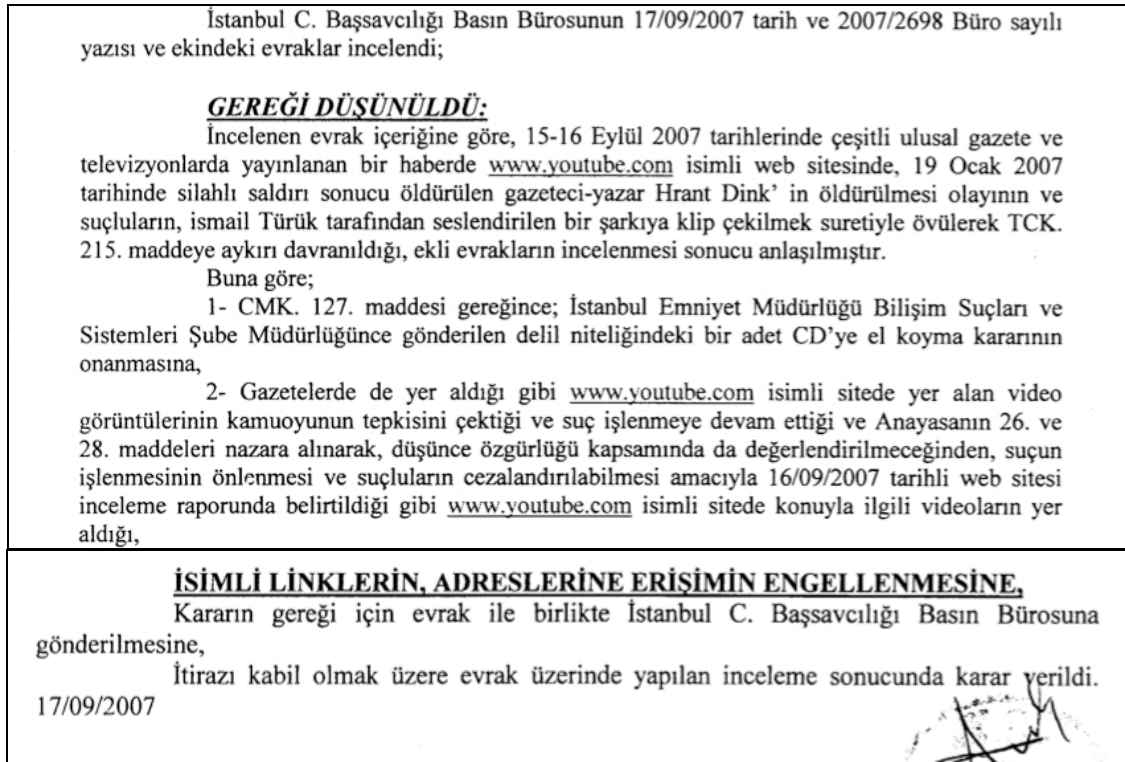 İstanbul C. Başsavcılığı Basın Bürosunun 17/09/2007 tarih ve 2007/2698 Büro sayılı
yazısı ve ekindeki evraklar incelendi;
GEREĞİ DÜŞÜNÜLDÜ:
İncelenen evrak içeriğine göre, 15-16 Eylül 2007 tarihlerinde çeşitli ulusal gazete ve
televizyonlarda yayınlanan bir haberde www.youtube.com isimli web sitesinde, 19 Ocak 2007
tarihinde silahlı saldırı sonucu öldürülen gazeteci-yazar Hrant Dink' in öldürülmesi olayının ve
suçluların, ismail Türük tarafından seslendirilen bir şarkıya klip çekilmek suretiyle övülerek TCK.
215. maddeye aykırı davranıldığı, ekli evrakların incelenmesi sonucu anlaşılmıştır.
Buna göre;
1- CMK. 127. maddesi gereğince; İstanbul Emniyet Müdürlüğü Bilişim Suçları ve
Sistemleri Şube Müdürlüğünce gönderilen delil niteliğindeki bir adet CD'ye el koyma kararının
onanmasına,
2- Gazetelerde de yer aldığı gibi www.youtube.com isimli sitede yer alan video
görüntülerinin kamuoyunun tepkisini çektiği ve suç işlenmeye devam ettiği ve Anayasanın 26. ve
28. maddeleri nazara alınarak, düşünce özgürlüğü kapsamında da değerlendirilmeceğinden, suçun
işlenmesinin önlenmesi ve suçluların cezalandırılabilmesi amacıyla 16/09/2007 tarihli web sitesi
inceleme raporunda belirtildiği gibi www.youtube.com isimli sitede konuyla ilgili videoların yer
aldığı,
İSİMLİ LİNKLERİN, ADRESLERİNE ERİŞİMİN ENGELLENMESİNE,
Kararın gereği için evrak ile birlikte İstanbul C. Başsavcılığı Basın Bürosuna
gönderilmesine,
İtirazı kabil olmak üzere evrak üzerinde yapılan inceleme sonucunda karar verildi.
17/09/2007